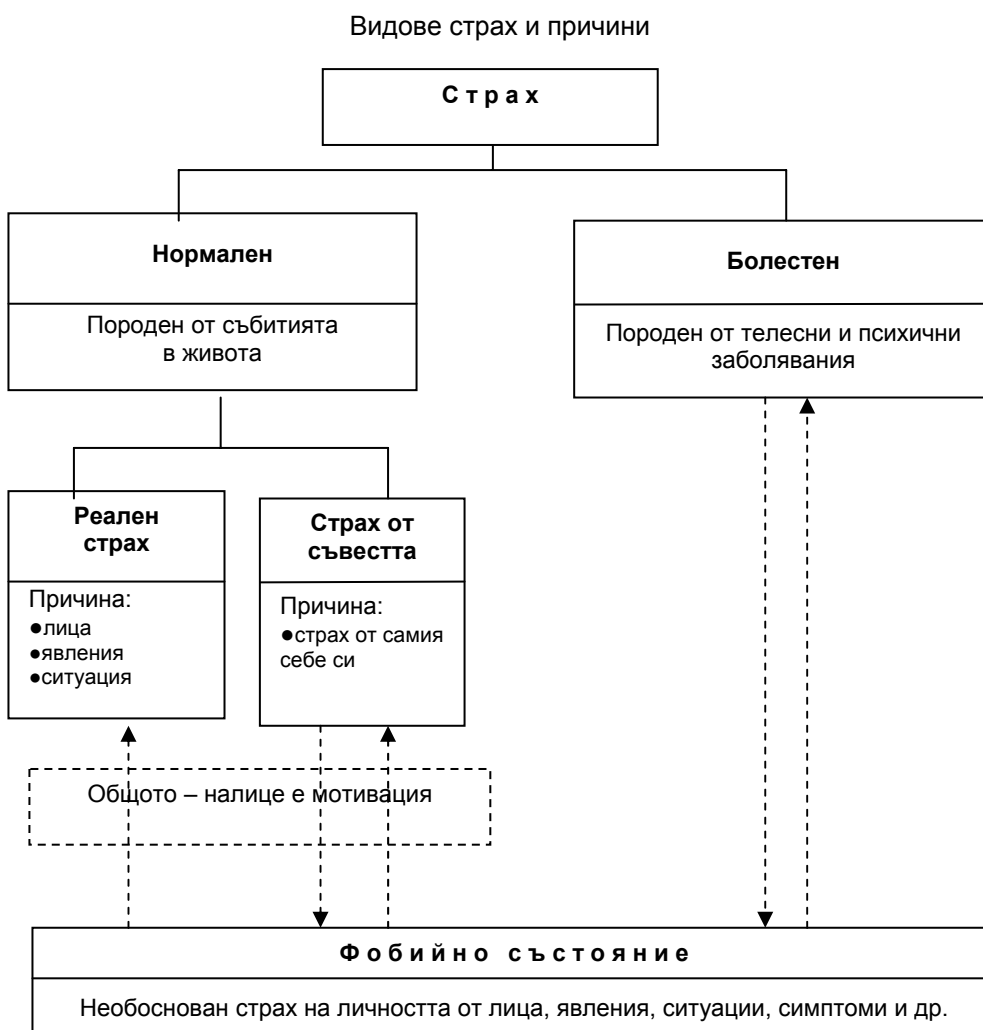 Видове страх и причини
С т р а х
Нормален
Породен от събитията
в живота
Болестен
Породен от телесни и психични
заболявания
Реален
страх
Причина:
●лица
●явления
●ситуация
Страх от
съвестта
Причина:
●страх от самия
себе си
Общото – налице е мотивация
Ф о б и й н о с ъ с т о я н и е
Необоснован страх на личността от лица, явления, ситуации, симптоми и др.